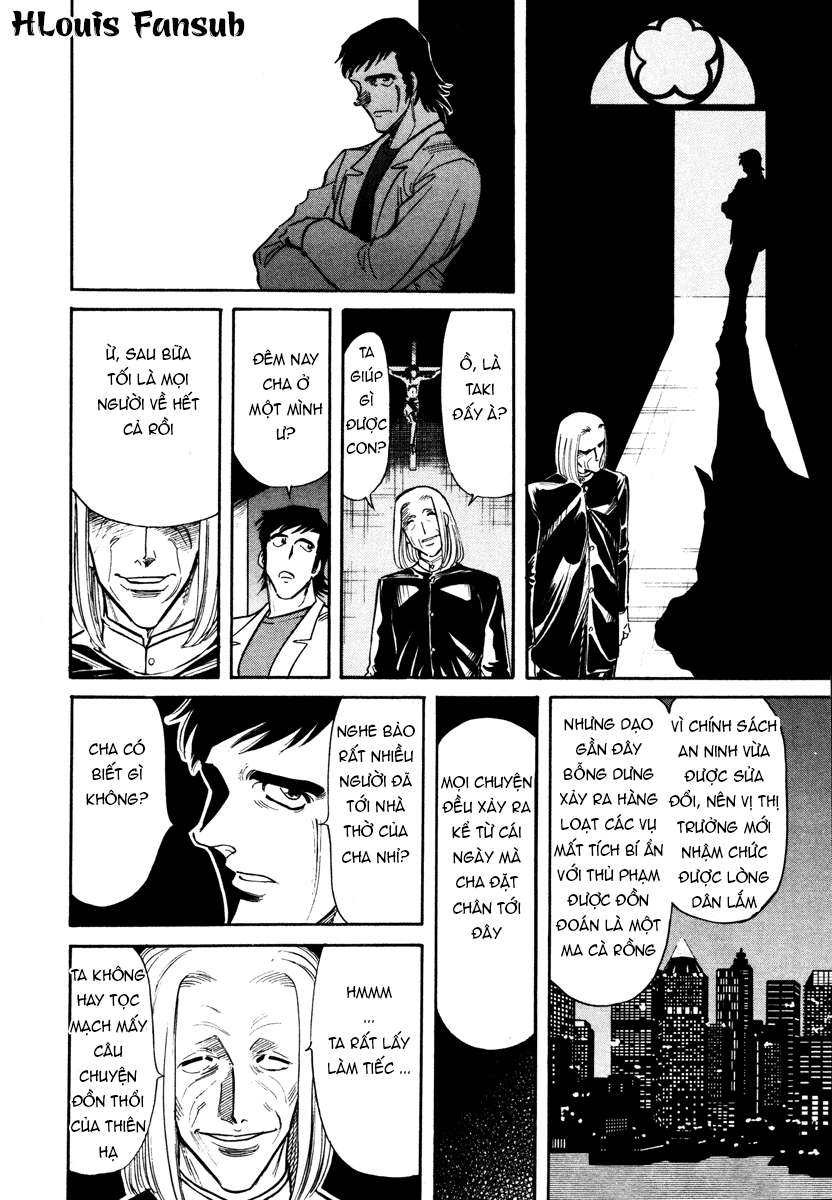 HLouis Fansub
Ồ, LÀ
TAKI
ĐẤY À?
TA
GIÚP
GÌ
ĐƯỢC
CON?
ĐÊM NAY
CHA Ở
MỘT MÌNH
Ư?
Ừ, SAU BỮA
TỐI LÀ MỌI
NGƯỜI VỀ HẾT
CẢ RỒI
VÌ CHÍNH SÁCH
AN NINH VỪA
ĐƯỢC SỬA
ĐỔI, NÊN VỊ THỊ
TRƯỞNG MỚI
NHẬM CHỨC
ĐƯỢC LÒNG
DÂN LẮM
NHƯNG DẠO
GẦN ĐÂY
BỖNG DƯNG
XẢY RA HÀNG
LOẠT CÁC VỤ
MẤT TÍCH BÍ ẨN
VỚI THỦ PHẠM
ĐƯỢC ĐỒN
ĐOÁN LÀ MỘT
MA CÀ RỒNG
MỌI CHUYỆN
ĐỀU XẢY RA
KỂ TỪ CÁI
NGÀY MÀ
CHA ĐẶT
CHÂN TỚI
ĐÂY
NGHE BẢO
RẤT NHIỀU
NGƯỜI ĐÃ
TỚI NHÀ
THỜ CỦA
CHA NHỈ?
CHA CÓ
BIẾT GÌ
KHÔNG?
HMMM
...
TA RẤT LẤY
LÀM TIẾC ...
TA KHÔNG
HAY TỌC
MẠCH MẤY
CÂU
CHUYỆN
ĐỒN THỔI
CỦA THIÊN
HẠ